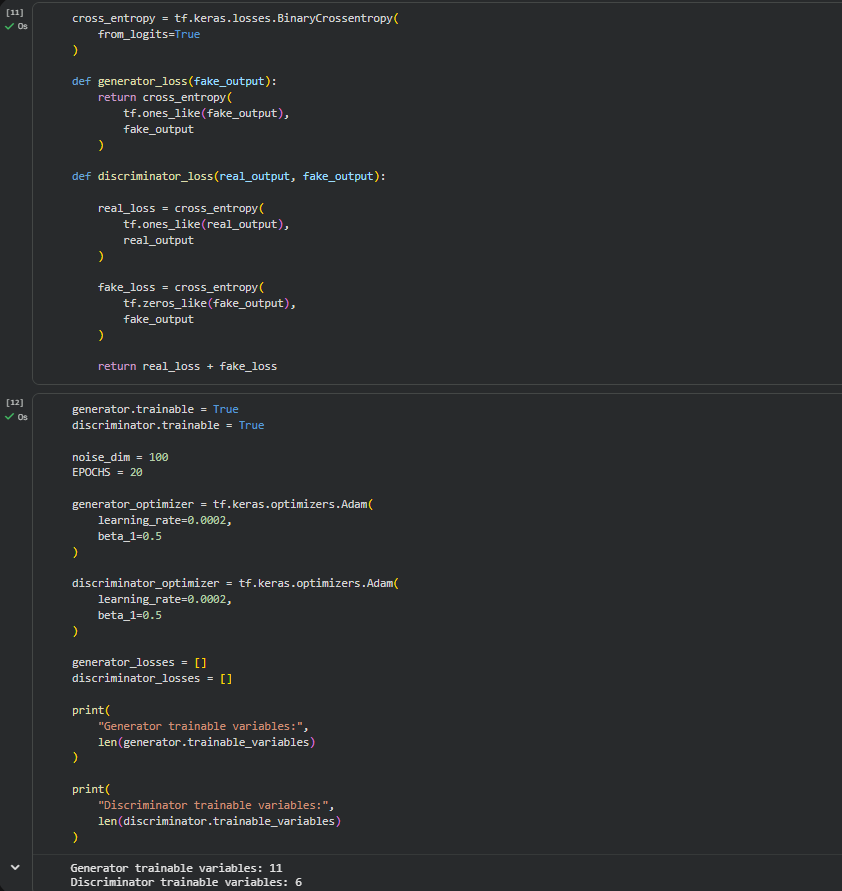 [11]
0s
cross_entropy = tf.keras.losses.BinaryCrossentropy(
    from_logits=True
)
def generator_loss(fake_output):
    return cross_entropy(
        tf.ones_like(fake_output),
        fake_output
    )
def discriminator_loss(real_output, fake_output):
    real_loss = cross_entropy(
        tf.ones_like(real_output),
        real_output
    )
    fake_loss = cross_entropy(
        tf.zeros_like(fake_output),
        fake_output
    )
    return real_loss + fake_loss
[12]
0s
generator.trainable = True
discriminator.trainable = True
noise_dim = 100
EPOCHS = 20
generator_optimizer = tf.keras.optimizers.Adam(
    learning_rate=0.0002,
    beta_1=0.5
)
discriminator_optimizer = tf.keras.optimizers.Adam(
    learning_rate=0.0002,
    beta_1=0.5
)
generator_losses = []
discriminator_losses = []
print(
    "Generator trainable variables:",
    len(generator.trainable_variables)
)
print(
    "Discriminator trainable variables:",
    len(discriminator.trainable_variables)
)
Generator trainable variables: 11
Discriminator trainable variables: 6